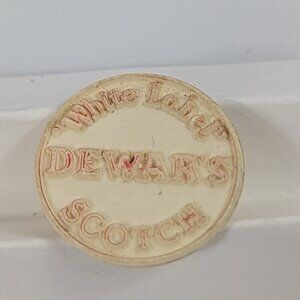 "White Label"
DEWAR'S
SCOTCH